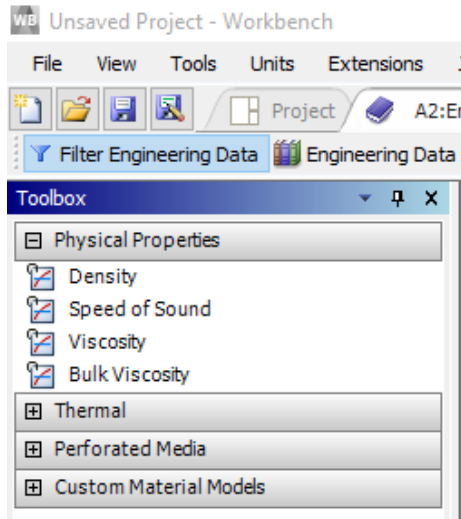 WB Unsaved Project - Workbench
File View Tools Units Extensions
Project A2:En
Filter Engineering Data Engineering Data
Toolbox
Physical Properties
Density
Speed of Sound
Viscosity
Bulk Viscosity
Thermal
Perforated Media
Custom Material Models